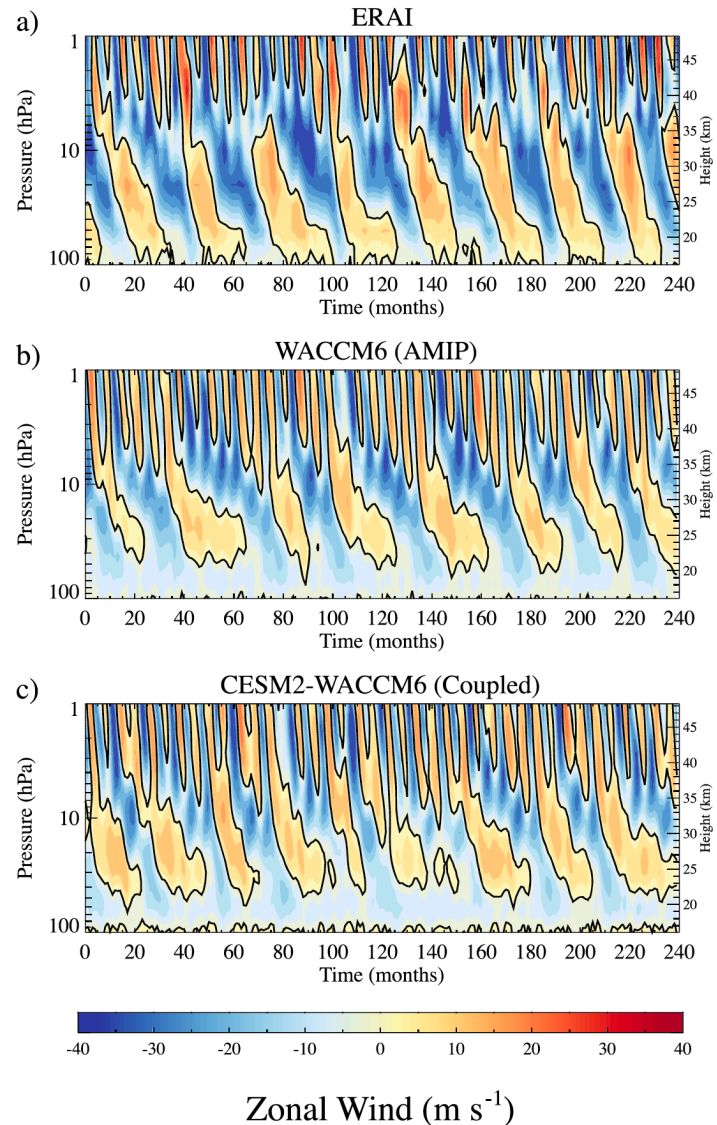 a)
ERAI
1
10
100
Pressure (hPa)
45
40
35
30
25
20
Height (km)
0 20 40 60 80 100 120 140 160 180 200 220 240
Time (months)
b)
WACCM6 (AMIP)
1
10
100
Pressure (hPa)
45
40
35
30
25
20
Height (km)
0 20 40 60 80 100 120 140 160 180 200 220 240
Time (months)
c)
CESM2-WACCM6 (Coupled)
1
10
100
Pressure (hPa)
45
40
35
30
25
20
Height (km)
0 20 40 60 80 100 120 140 160 180 200 220 240
Time (months)
-40 -30 -20 -10 0 10 20 30 40
Zonal Wind (m s⁻¹)